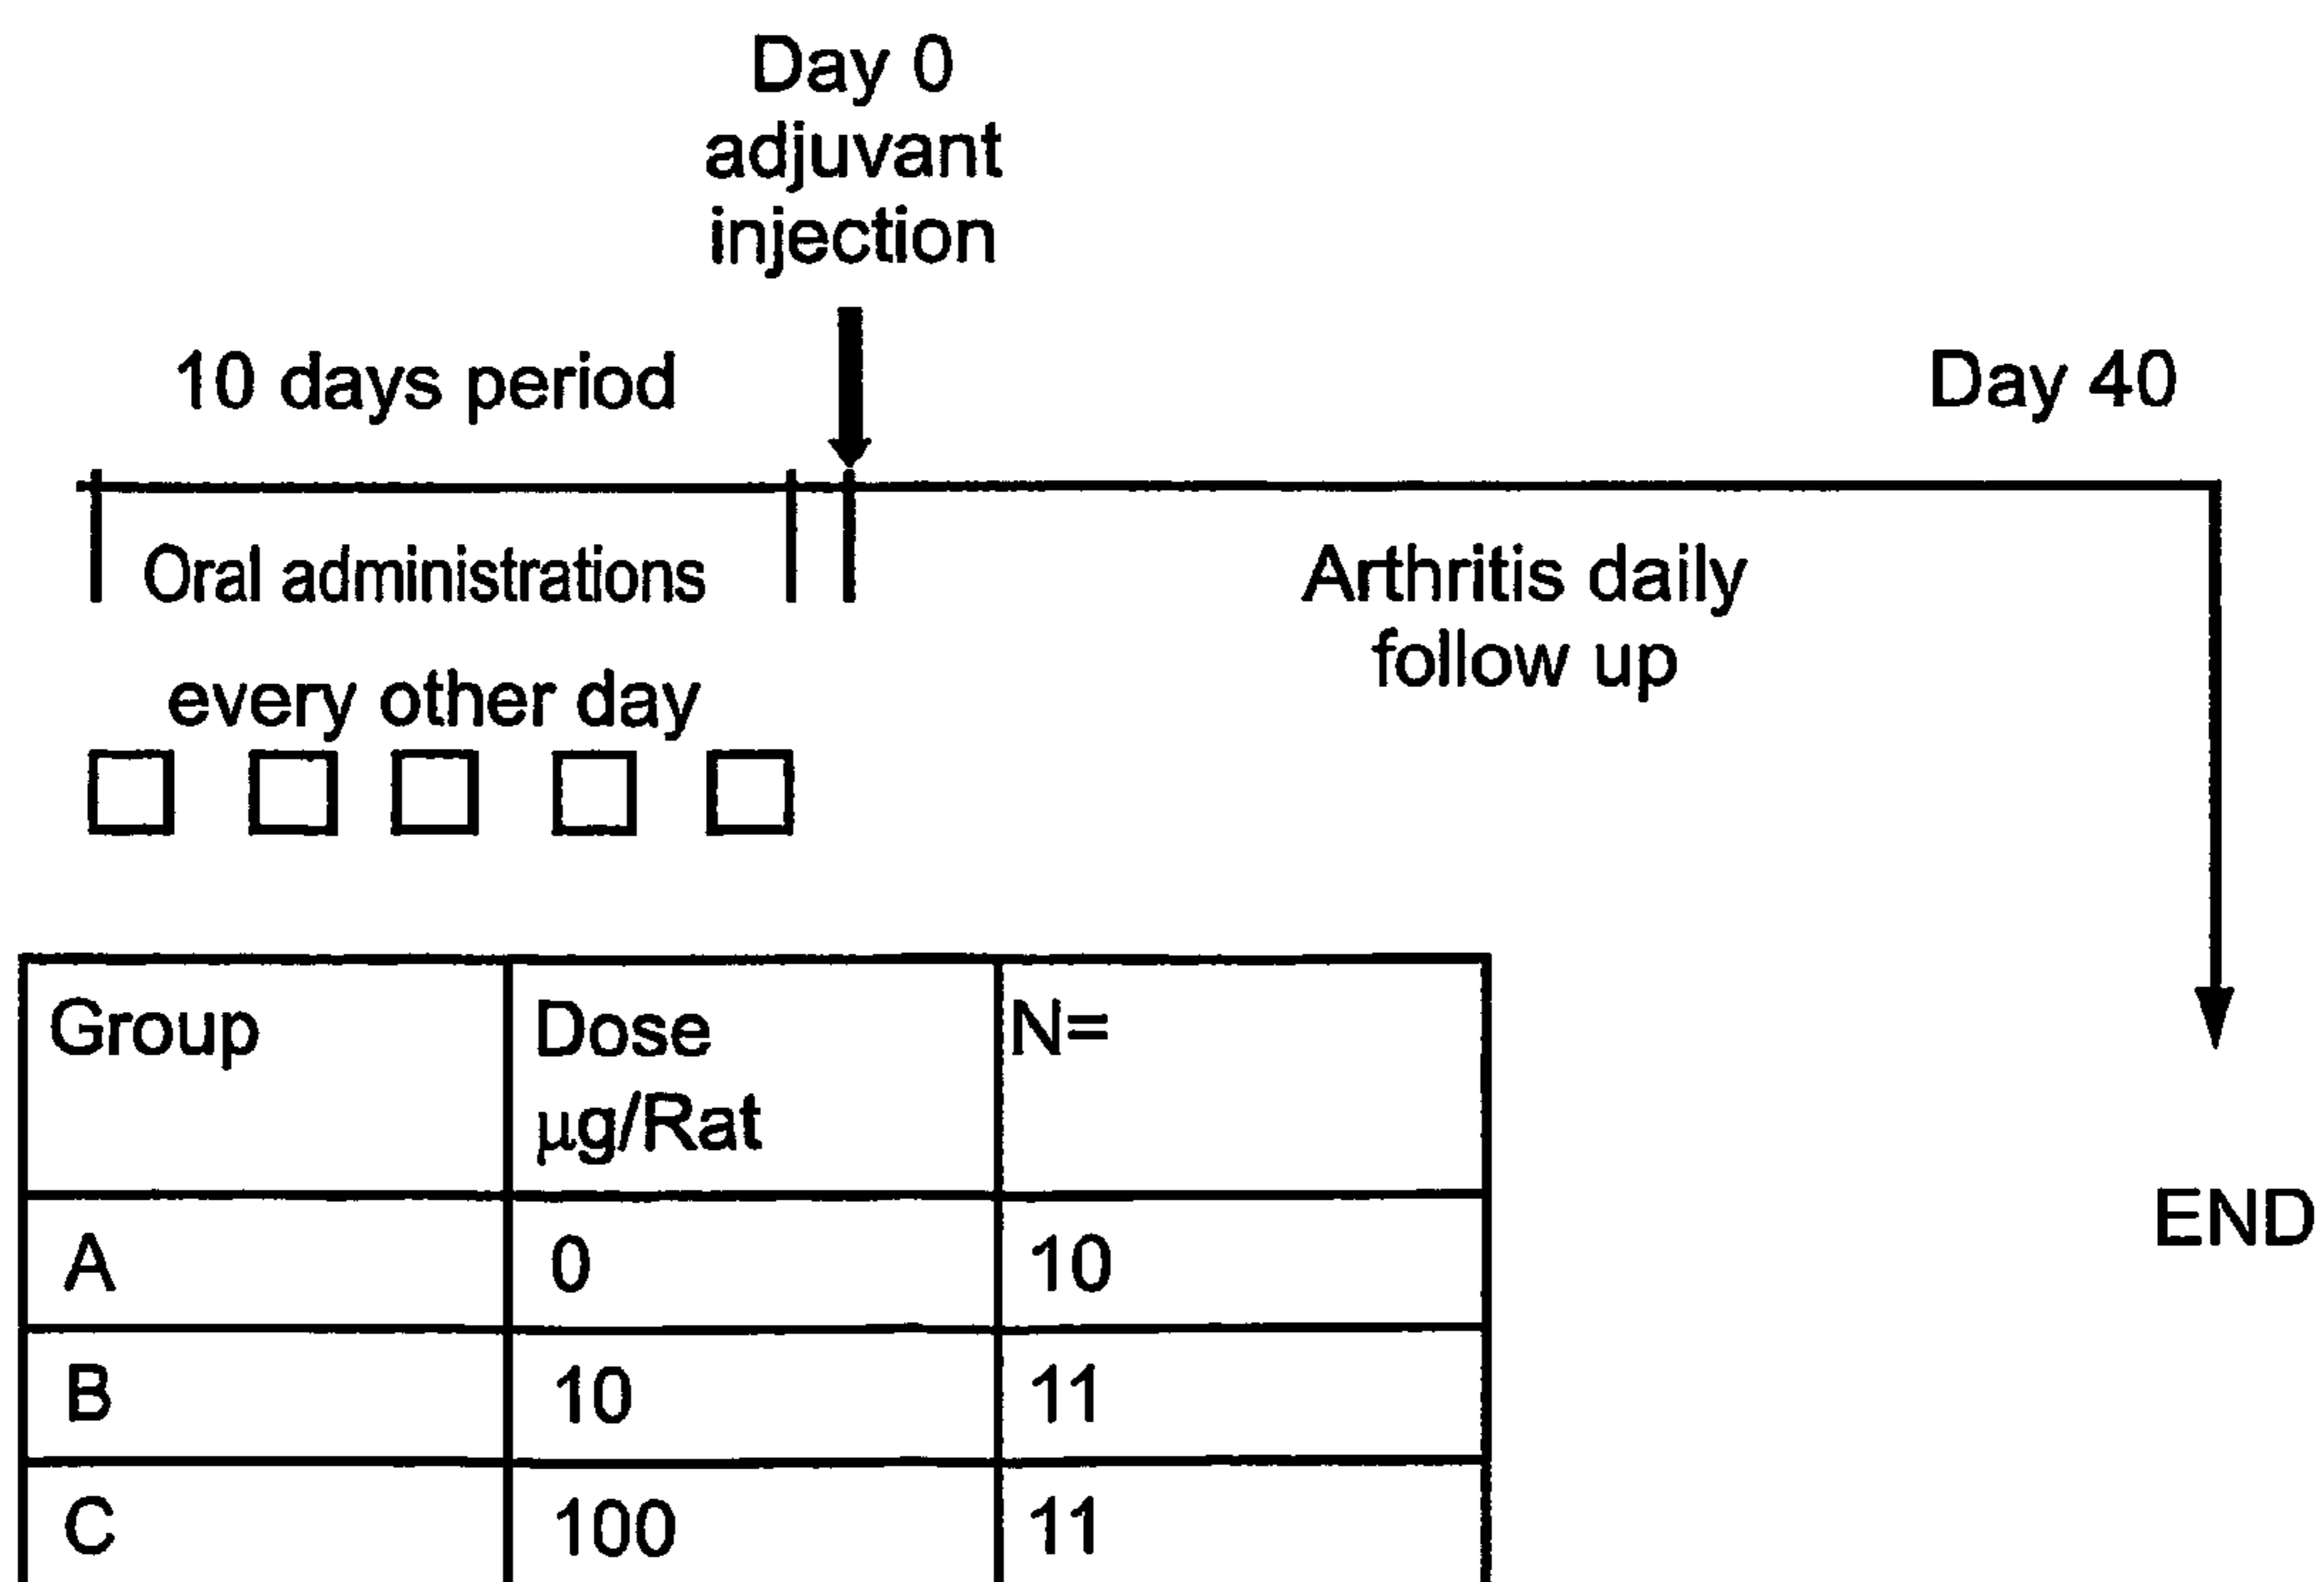 Day 0
adjuvant
injection
10 days period
Day 40
Oral administrations
every other day
Arthritis daily
follow up
Group Dose µg/Rat N=
A 0 10
B 10 11
C 100 11
END